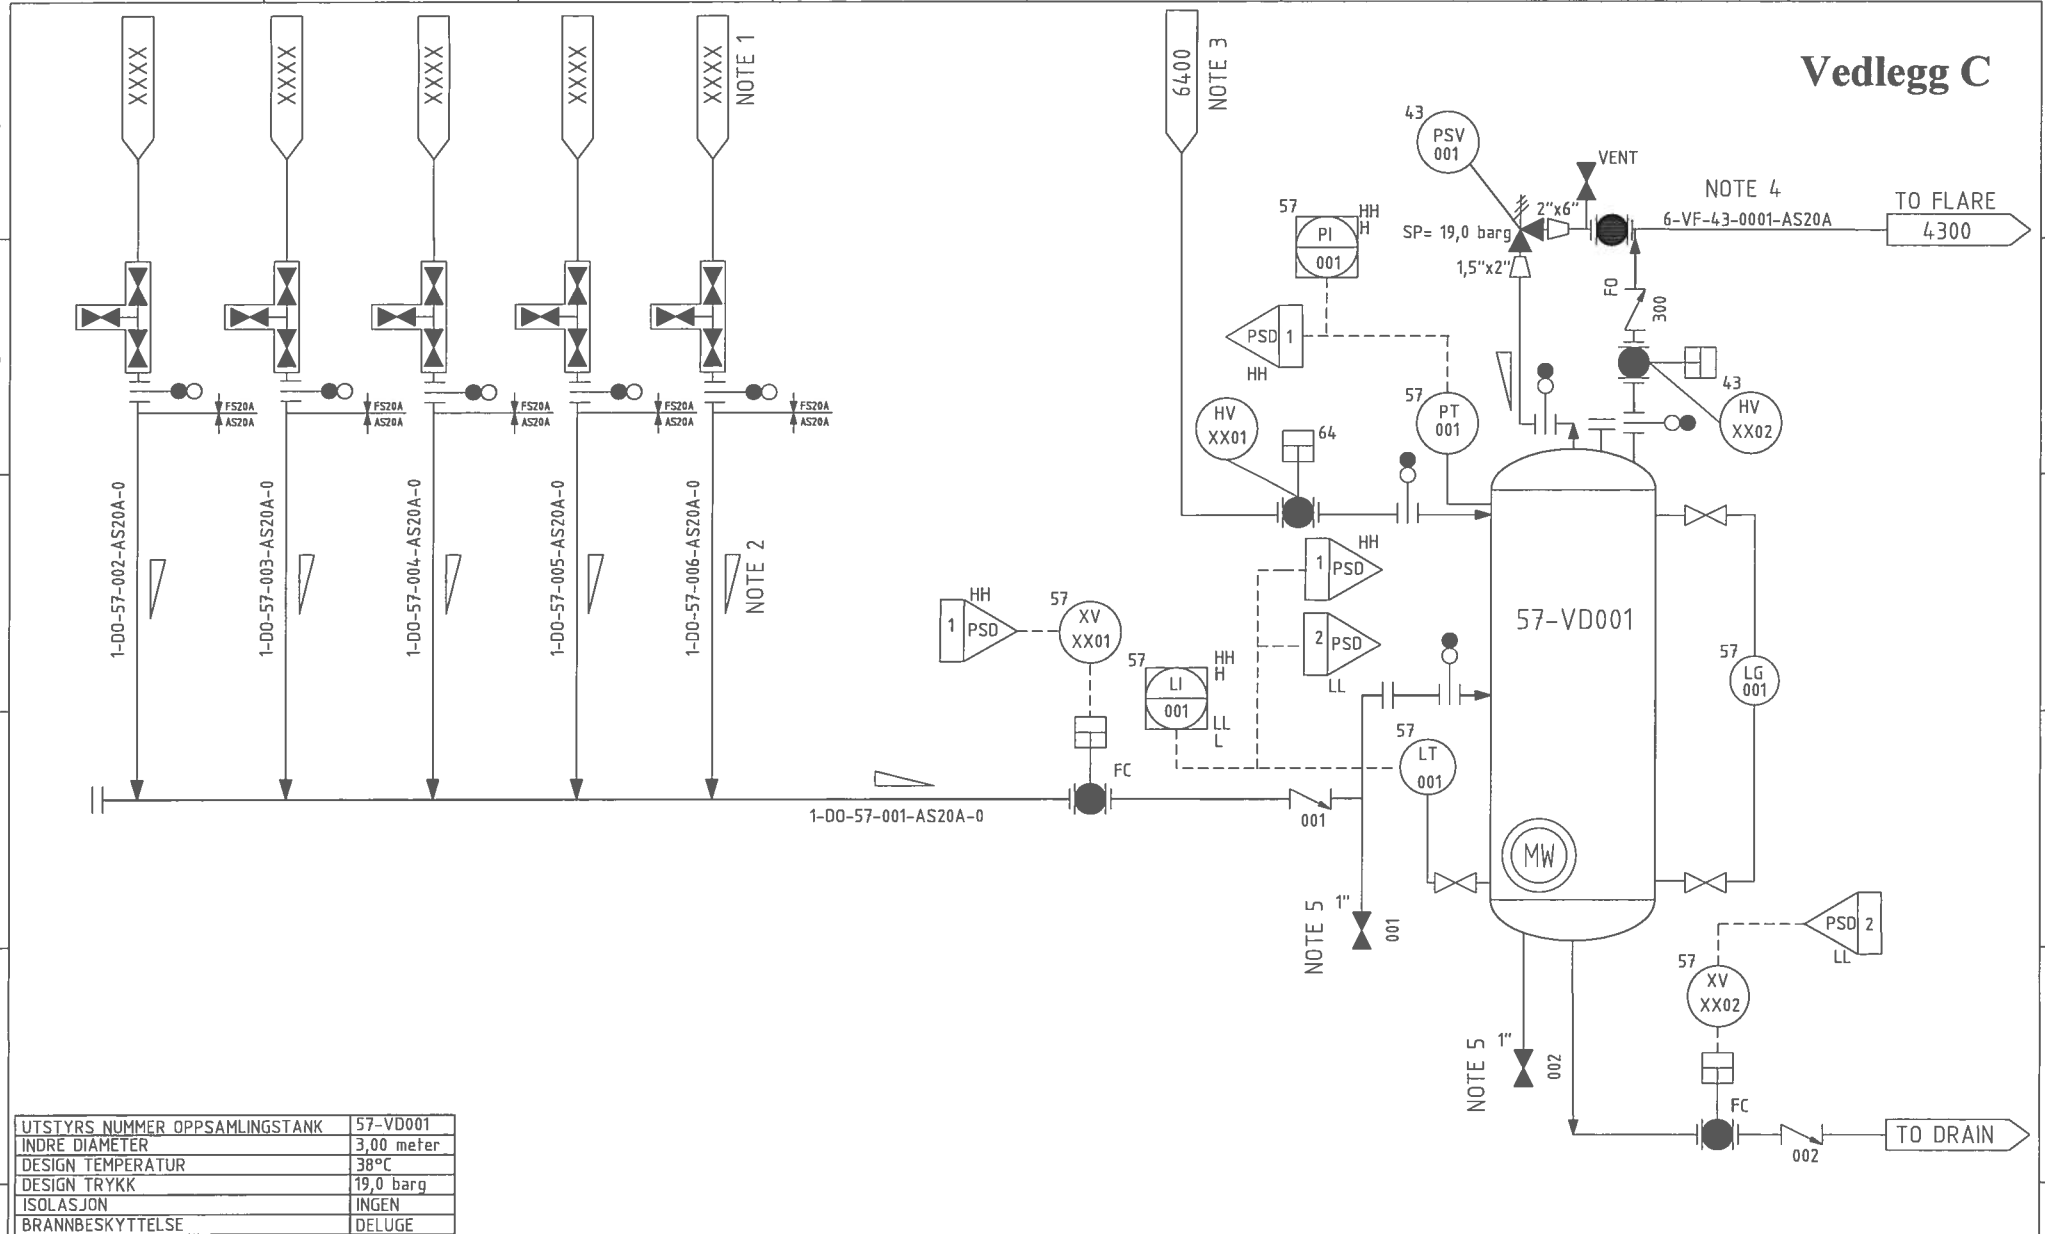 Vedlegg C
XXXX
XXXX
XXXX
XXXX
XXXX
NOTE 1
6400
NOTE 3
43
PSV
001
VENT
NOTE 4
6-VF-43-0001-AS20A
TO FLARE
4300
2"x6"
SP= 19,0 barg
1,5"x2"
57
HH
H
PI
001
PSD 1
HH
FO
300
57
PT
001
43
HV
XX02
HV
XX01
64
FS20A
AS20A
FS20A
AS20A
FS20A
AS20A
FS20A
AS20A
FS20A
AS20A
1-DO-57-002-AS20A-0
1-DO-57-003-AS20A-0
1-DO-57-004-AS20A-0
1-DO-57-005-AS20A-0
1-DO-57-006-AS20A-0
NOTE 2
HH
1 PSD
57
XV
XX01
FC
57
HH
H
LI
001
LL
L
1 PSD
HH
2 PSD
LL
57-VD001
57
LG
001
57
LT
001
1-DO-57-001-AS20A-0
001
MW
NOTE 5
1"
001
NOTE 5
1"
002
PSD 2
LL
57
XV
XX02
FC
002
TO DRAIN
UTSTYRS NUMMER OPPSAMLINGSTANK 57-VD001
INDRE DIAMETER 3,00 meter
DESIGN TEMPERATUR 38°C
DESIGN TRYKK 19,0 barg
ISOLASJON INGEN
BRANNBESKYTTELSE DELUGE